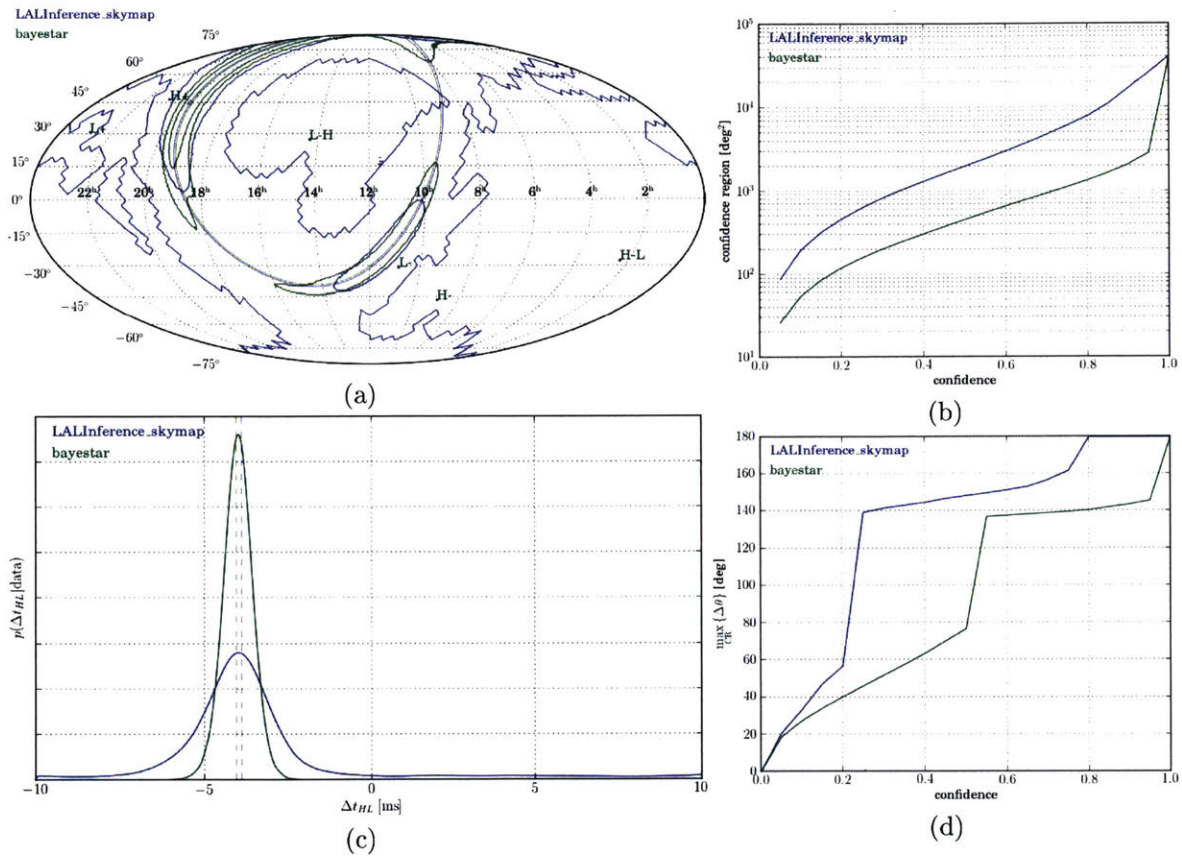 LALInference_skymap
bayestar
75°
60°
45°
30°
15°
0°
-15°
-30°
-45°
-60°
-75°
H+
L+
L-H
22h 20h 18h 16h 14h 12h 10h 8h 6h 4h 2h
L-
H-L
H-
(a)
LALInference_skymap
bayestar
10^5
10^4
10^3
10^2
10^1
confidence region [deg^2]
0.0 0.2 0.4 0.6 0.8 1.0
confidence
(b)
LALInference_skymap
bayestar
p(Δt_HL|data)
−10 −5 0 5 10
Δt_HL [ms]
(c)
LALInference_skymap
bayestar
180
160
140
120
100
80
60
40
20
0
max_CR {Δθ} [deg]
0.0 0.2 0.4 0.6 0.8 1.0
confidence
(d)